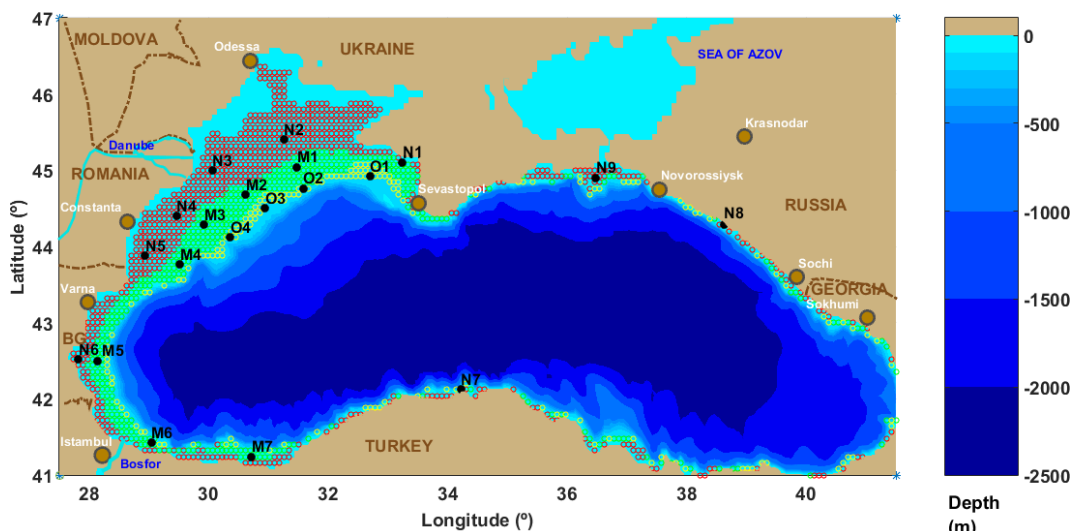 47
46
45
44
43
42
41
Latitude (º)
28
30
32
34
36
38
40
Longitude (º)
MOLDOVA
Odessa
UKRAINE
SEA OF AZOV
Krasnodar
Danube
ROMANIA
N2
N3
M1
N1
O1
O2
M2
O3
N9
Novorossiysk
Sevastopol
Constanta
N4
M3
O4
N8
RUSSIA
N5
M4
Sochi
GEORGIA
Varna
Sokhumi
BG
N6
M5
N7
M6
M7
Istambul
Bosfor
TURKEY
0
-500
-1000
-1500
-2000
-2500
Depth
(m)